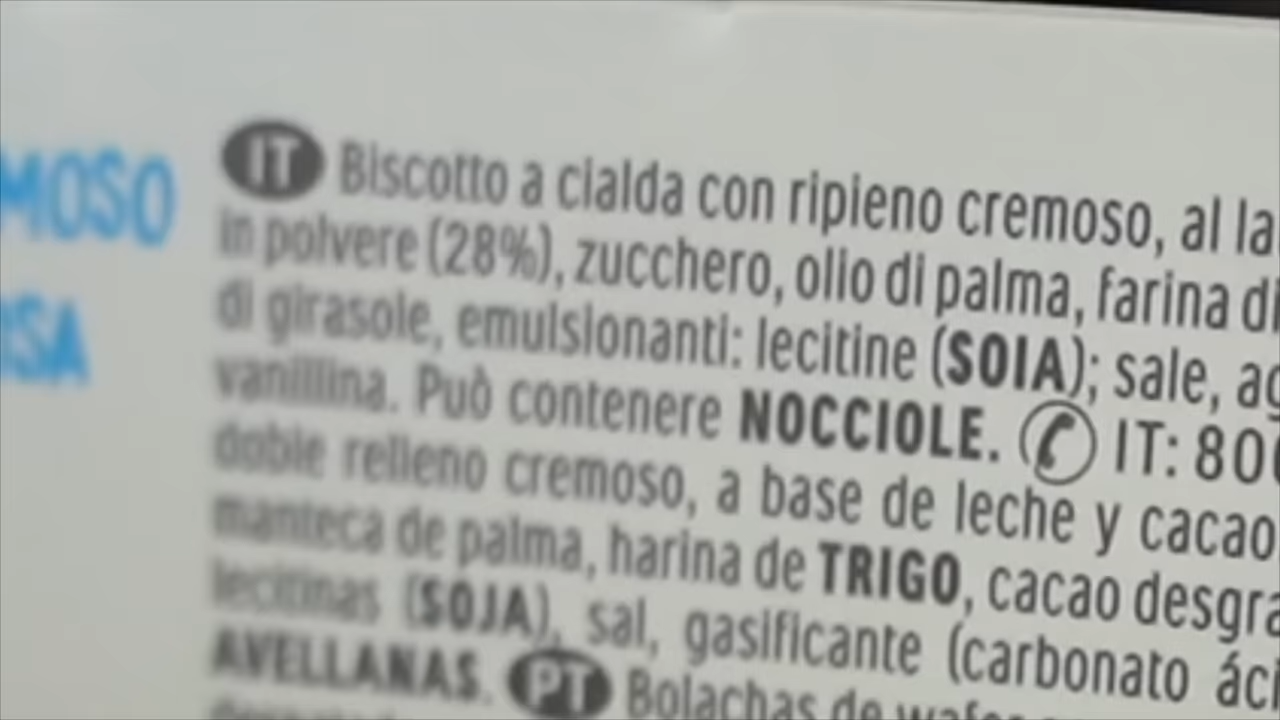 MOSO
SA
IT Biscotto a cialda con ripieno cremoso, al la
in polvere (28%), zucchero, olio di palma, farina di
di girasole, emulsionanti: lecitine (SOIA); sale, ag
vanillina. Può contenere NOCCIOLE. IT: 800
doble relleno cremoso, a base de leche y cacao
manteca de palma, harina de TRIGO, cacao desgra
lecitinas (SOJA), sal, gasificante (carbonato áci
AVELLANAS. PT Bolachas de wafer